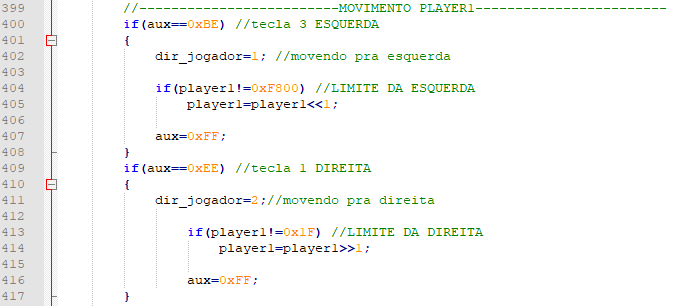 399 //-------------------------MOVIMENTO PLAYER1------------------------
400 if(aux==0xBE) //tecla 3 ESQUERDA
401 {
402 dir_jogador=1; //movendo pra esquerda
403
404 if(player1!=0xF800) //LIMITE DA ESQUERDA
405 player1=player1<<1;
406
407 aux=0xFF;
408 }
409 if(aux==0xEE) //tecla 1 DIREITA
410 {
411 dir_jogador=2;//movendo pra direita
412
413 if(player1!=0x1F) //LIMITE DA DIREITA
414 player1=player1>>1;
415
416 aux=0xFF;
417 }